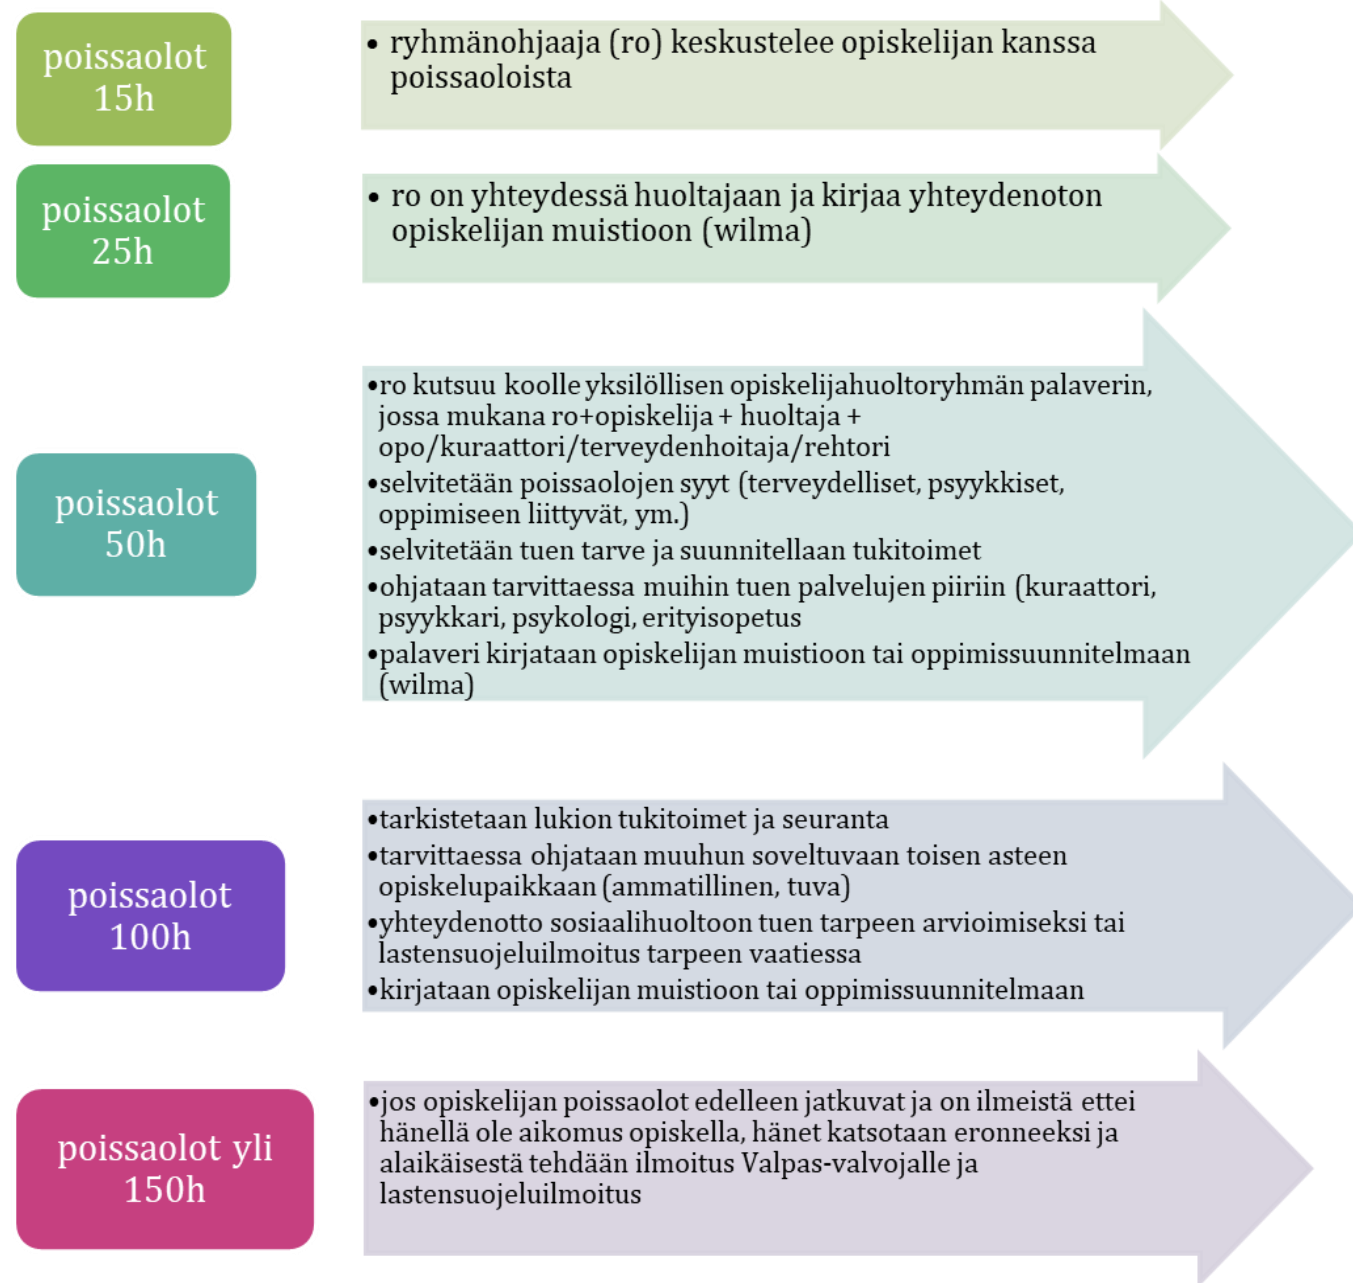 poissaolot
15h
• ryhmänohjaaja (ro) keskustelee opiskelijan kanssa
poissaoloista
poissaolot
25h
• ro on yhteydessä huoltajaan ja kirjaa yhteydenoton
opiskelijan muistioon (wilma)
poissaolot
50h
•ro kutsuu koolle yksilöllisen opiskelijahuoltoryhmän palaverin,
jossa mukana ro+opiskelija + huoltaja +
opo/kuraattori/terveydenhoitaja/rehtori
•selvitetään poissaolojen syyt (terveydelliset, psyykkiset,
oppimiseen liittyvät, ym.)
•selvitetään tuen tarve ja suunnitellaan tukitoimet
•ohjataan tarvittaessa muihin tuen palvelujen piiriin (kuraattori,
psyykkari, psykologi, erityisopetus
•palaveri kirjataan opiskelijan muistioon tai oppimissuunnitelmaan
(wilma)
poissaolot
100h
•tarkistetaan lukion tukitoimet ja seuranta
•tarvittaessa ohjataan muuhun soveltuvaan toisen asteen
opiskelupaikkaan (ammatillinen, tuva)
•yhteydenotto sosiaalihuoltoon tuen tarpeen arvioimiseksi tai
lastensuojeluilmoitus tarpeen vaatiessa
•kirjataan opiskelijan muistioon tai oppimissuunnitelmaan
poissaolot yli
150h
•jos opiskelijan poissaolot edelleen jatkuvat ja on ilmeistä ettei
hänellä ole aikomus opiskella, hänet katsotaan eronneeksi ja
alaikäisestä tehdään ilmoitus Valpas-valvojalle ja
lastensuojeluilmoitus